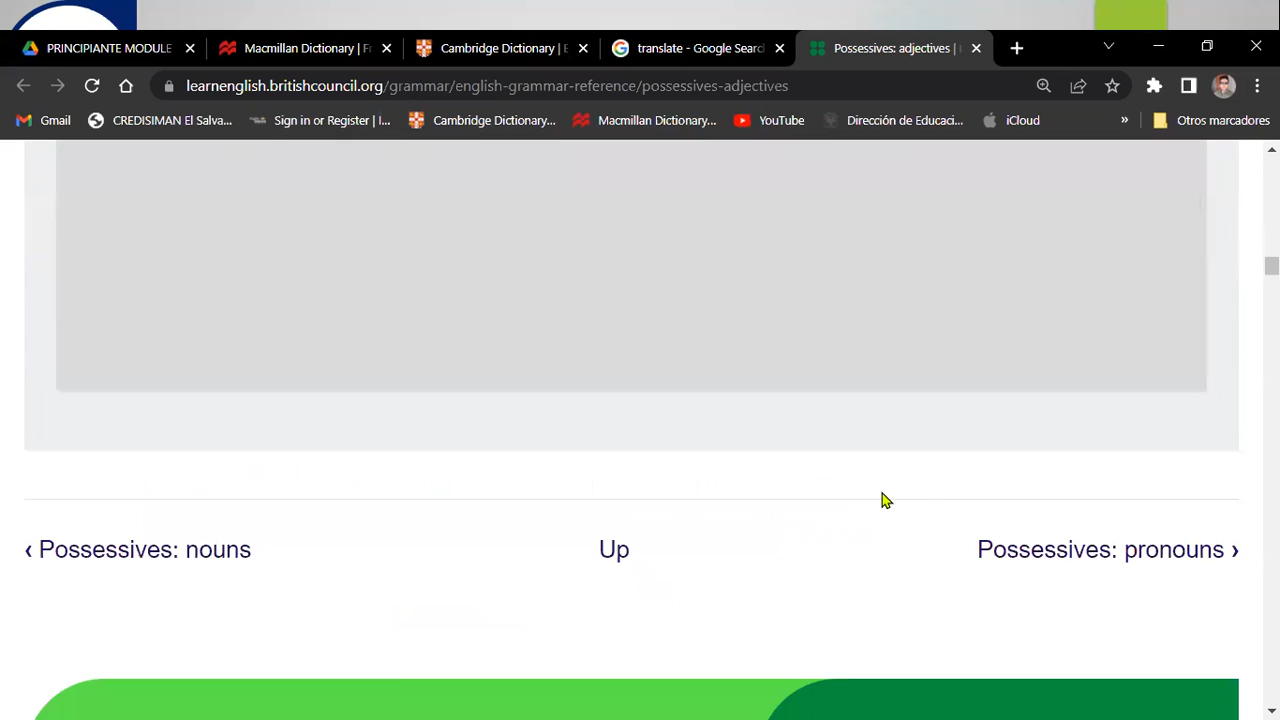 PRINCIPIANTE MODULE
Macmillan Dictionary | Fr
Cambridge Dictionary | E
translate - Google Search
Possessives: adjectives |
learnenglish.britishcouncil.org/grammar/english-grammar-reference/possessives-adjectives
Gmail
CREDISIMAN El Salva...
Sign in or Register | I...
Cambridge Dictionary...
Macmillan Dictionary...
YouTube
Dirección de Educaci...
iCloud
»
Otros marcadores
‹ Possessives: nouns
Up
Possessives: pronouns ›